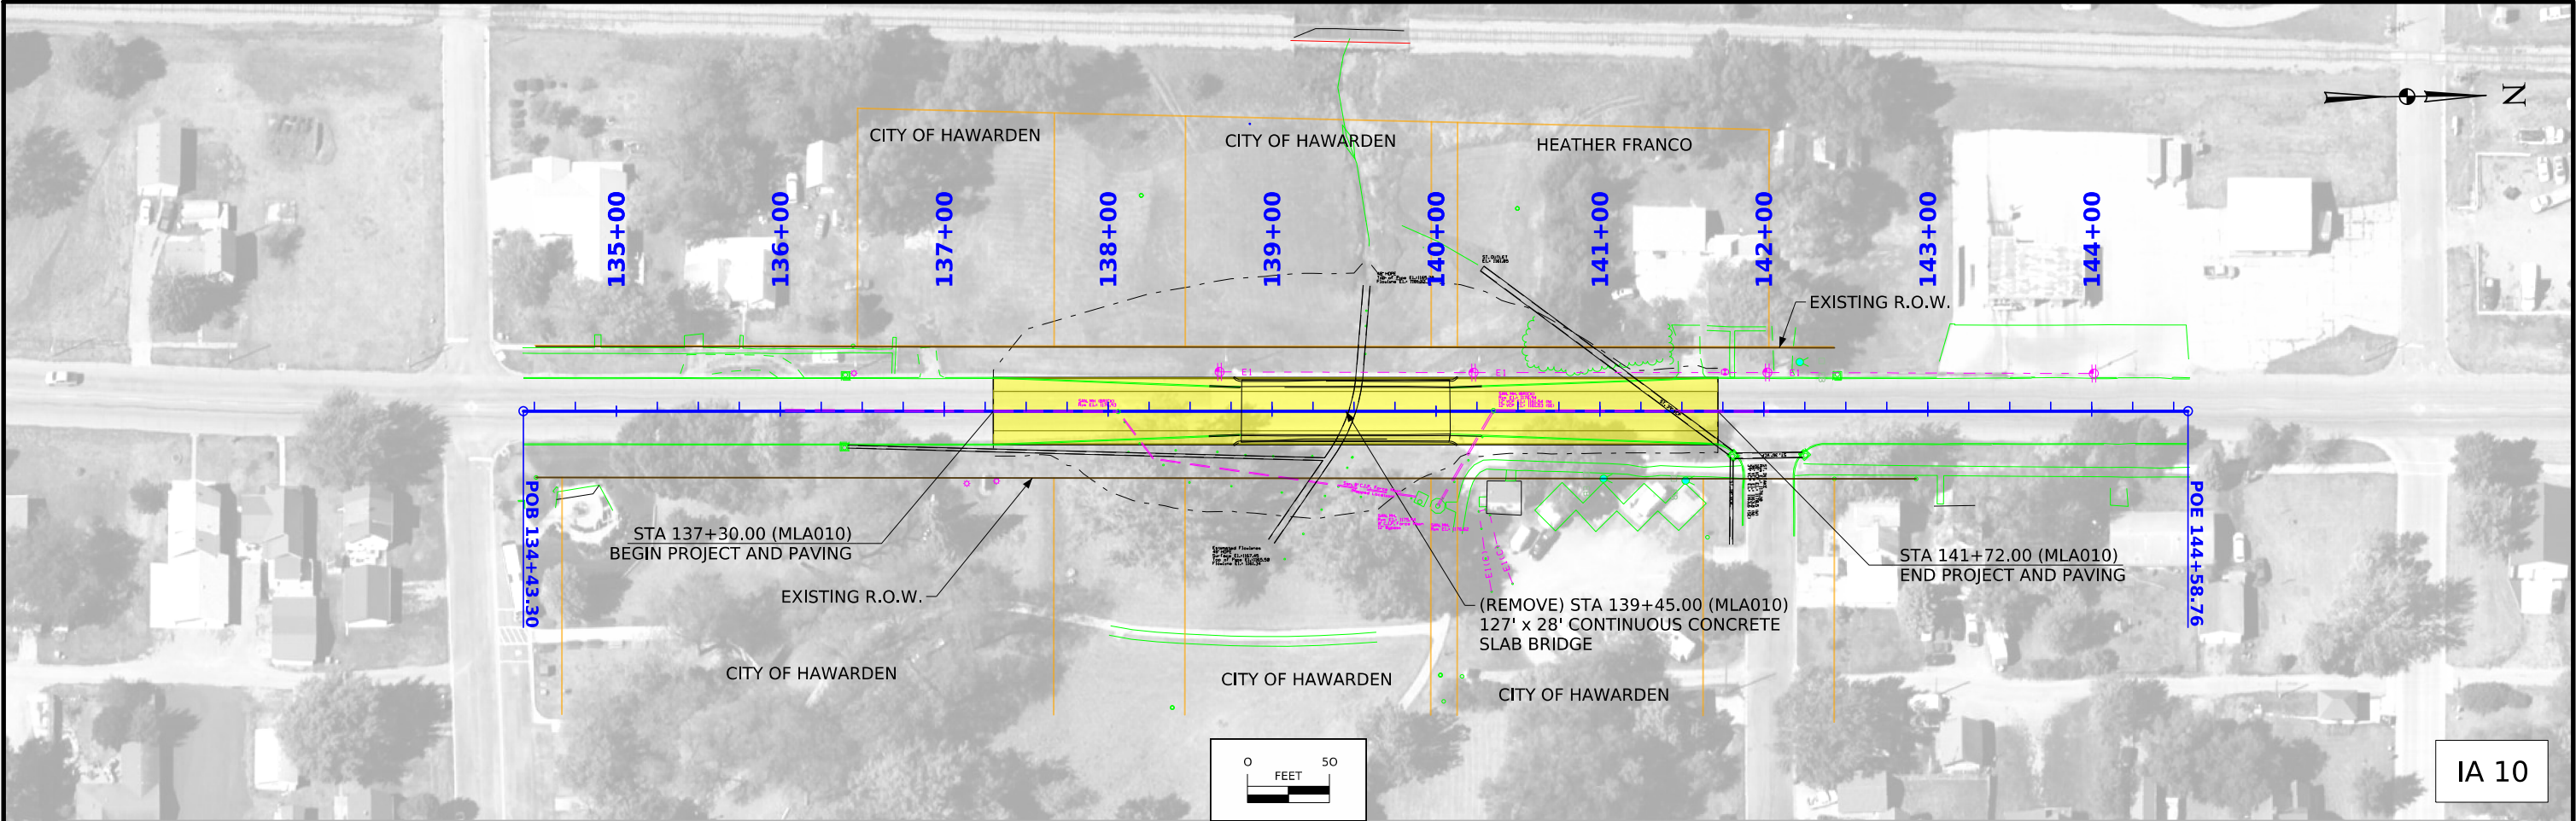 CITY OF HAWARDEN
CITY OF HAWARDEN
HEATHER FRANCO
N
135+00
136+00
137+00
138+00
139+00
140+00
141+00
142+00
143+00
144+00
EXISTING R.O.W.
E1
E1
E1
POB 134+43.30
POE 144+58.76
STA 137+30.00 (MLA010)
BEGIN PROJECT AND PAVING
EXISTING R.O.W.
STA 141+72.00 (MLA010)
END PROJECT AND PAVING
(REMOVE) STA 139+45.00 (MLA010)
127' x 28' CONTINUOUS CONCRETE
SLAB BRIDGE
CITY OF HAWARDEN
CITY OF HAWARDEN
CITY OF HAWARDEN
0 50
FEET
IA 10